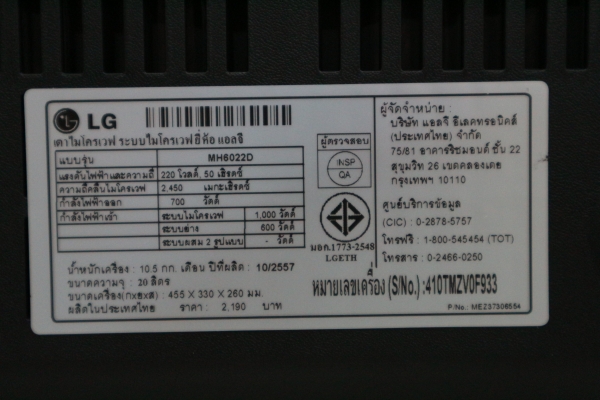 LG
เตาไมโครเวฟ ระบบไมโครเวฟยี่ห้อ แอลจี
แบบรุ่น MH6022D
แรงดันไฟฟ้าและความถี่ 220 โวลต์, 50 เฮิรตซ์
ความถี่คลื่นไมโครเวฟ 2,450 เมกะเฮิรตซ์
กำลังไฟฟ้าออก 700 วัตต์
กำลังไฟฟ้าเข้า ระบบไมโครเวฟ 1,000 วัตต์
ระบบย่าง 600 วัตต์
ระบบผสม 2 รูปแบบ - วัตต์
น้ำหนักเครื่อง : 10.5 กก. เดือน ปีที่ผลิต : 10/2557
ขนาดความจุ : 20 ลิตร
ขนาดเครื่อง (กxยxส) : 455 X 330 X 260 มม.
ผลิตในประเทศไทย ราคา : 2,190 บาท
ผู้ตรวจสอบ
INSP
QA
มอก.1773-2548
LGETH
ผู้จัดจำหน่าย :
บริษัท แอลจี อีเลคทรอนิคส์
(ประเทศไทย) จำกัด
75/81 อาคารริชมอนด์ ชั้น 22
สุขุมวิท 26 เขตคลองเตย
กรุงเทพฯ 10110
ศูนย์บริการข้อมูล
(CIC) : 0-2878-5757
โทรฟรี : 1-800-545454 (TOT)
โทรสาร : 0-2466-0250
หมายเลขเครื่อง (S/No.) :410TMZV0F933
P/No.: MEZ37306554